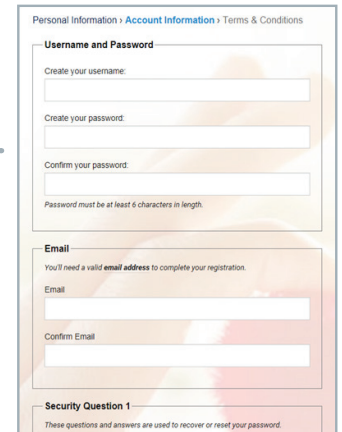 Personal Information › Account Information › Terms & Conditions
Username and Password
Create your username:
Create your password:
Confirm your password:
Password must be at least 6 characters in length.
Email
You'll need a valid email address to complete your registration.
Email
Confirm Email
Security Question 1
These questions and answers are used to recover or reset your password.